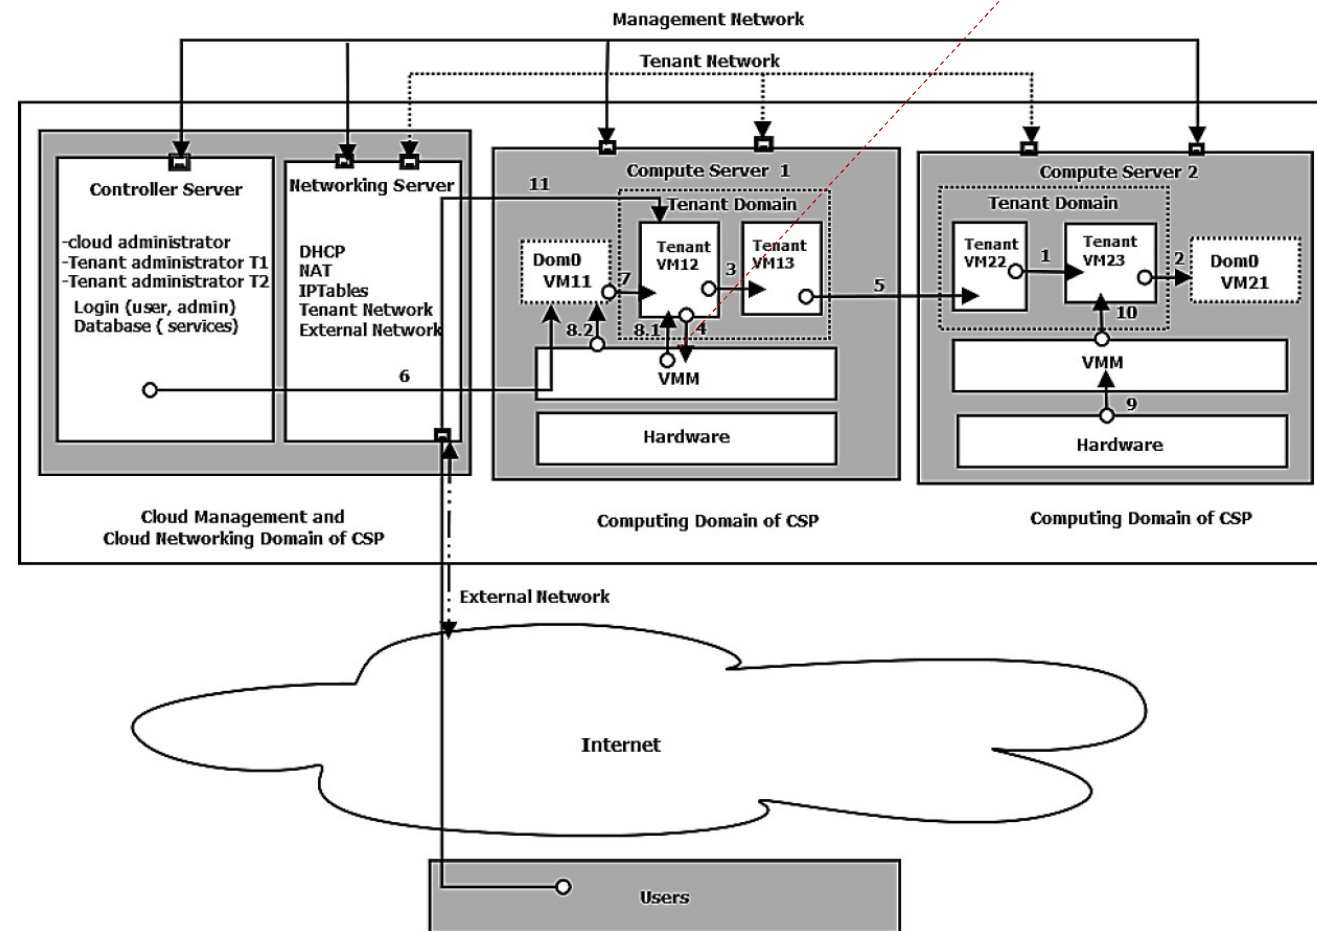 Management Network
Tenant Network
Controller Server
-cloud administrator
-Tenant administrator T1
-Tenant administrator T2
Login (user, admin)
Database ( services)
Networking Server
DHCP
NAT
IPTables
Tenant Network
External Network
11
6
Compute Server 1
Tenant Domain
Dom0
VM11
7
Tenant
VM12
3
Tenant
VM13
5
8.2
8.1
4
VMM
Hardware
Compute Server 2
Tenant Domain
Tenant
VM22
1
Tenant
VM23
2
Dom0
VM21
10
VMM
9
Hardware
Cloud Management and
Cloud Networking Domain of CSP
Computing Domain of CSP
Computing Domain of CSP
External Network
Internet
Users